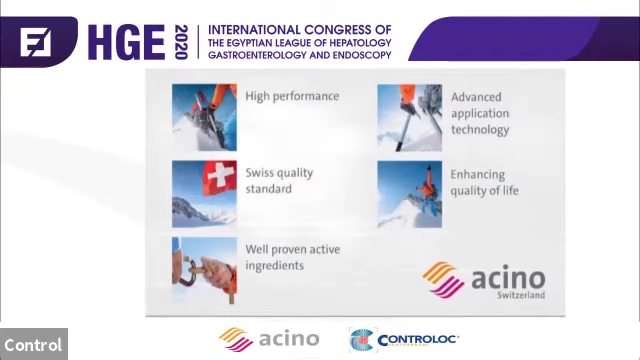 HGE 2020
INTERNATIONAL CONGRESS OF
THE EGYPTIAN LEAGUE OF HEPATOLOGY
GASTROENTEROLOGY AND ENDOSCOPY
High performance
Advanced
application
technology
Swiss quality
standard
Enhancing
quality of life
Well proven active
ingredients
acino
Switzerland
Control
acino
CONTROLOC